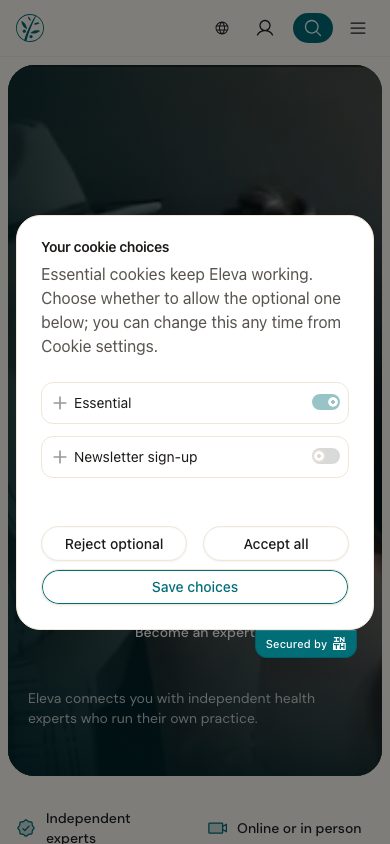 Your cookie choices
Essential cookies keep Eleva working.
Choose whether to allow the optional one
below; you can change this any time from
Cookie settings.
Essential
Newsletter sign-up
Reject optional
Accept all
Save choices
Become an expert
Secured by
Eleva connects you with independent health
experts who run their own practice.
Independent
experts
Online or in person